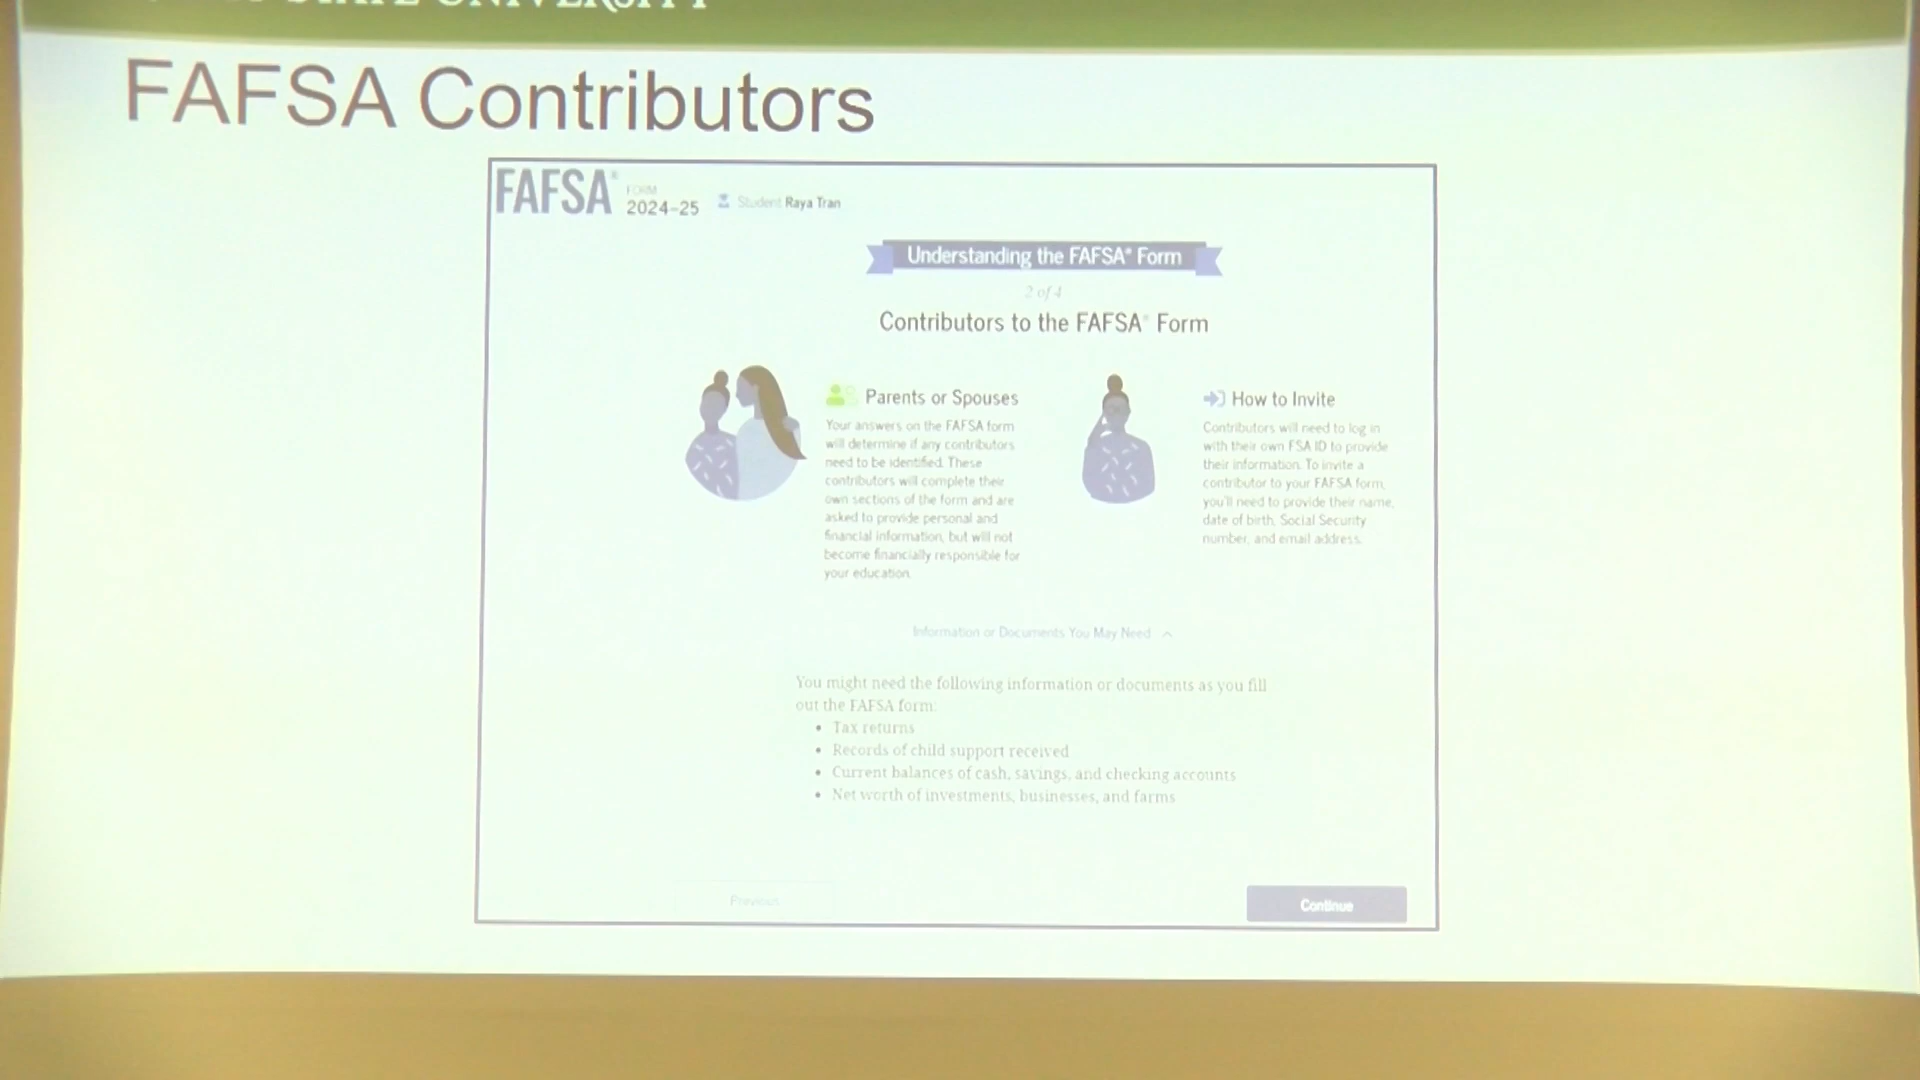 STATE UNIVERSITY
FAFSA Contributors
FAFSA®
FORM
2024–25
Student Raya Tran
Understanding the FAFSA® Form
2 of 4
Contributors to the FAFSA® Form
Parents or Spouses
Your answers on the FAFSA form
will determine if any contributors
need to be identified. These
contributors will complete their
own sections of the form and are
asked to provide personal and
financial information, but will not
become financially responsible for
your education.
How to Invite
Contributors will need to log in
with their own FSA ID to provide
their information. To invite a
contributor to your FAFSA form,
you'll need to provide their name,
date of birth, Social Security
number, and email address.
Information or Documents You May Need
You might need the following information or documents as you fill
out the FAFSA form:
• Tax returns
• Records of child support received
• Current balances of cash, savings, and checking accounts
• Net worth of investments, businesses, and farms
Previous
Continue